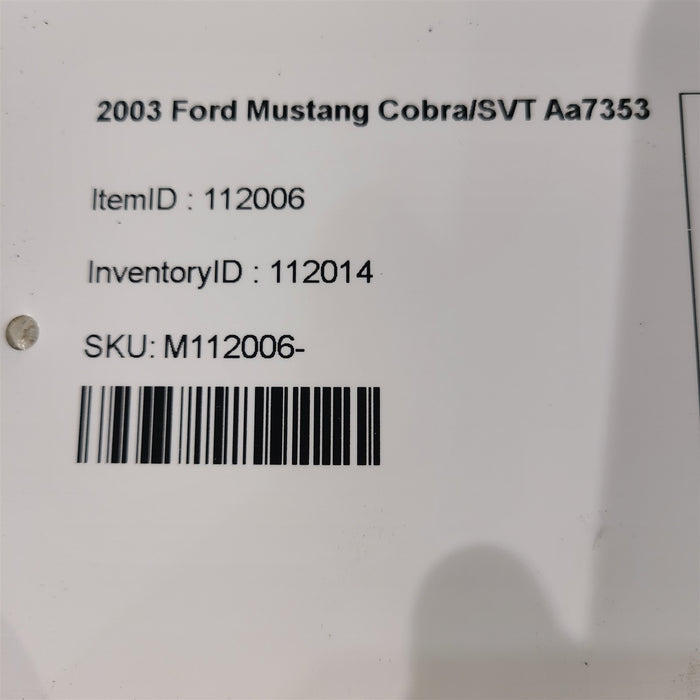 2003 Ford Mustang Cobra/SVT Aa7353
ItemID : 112006
InventoryID : 112014
SKU: M112006-